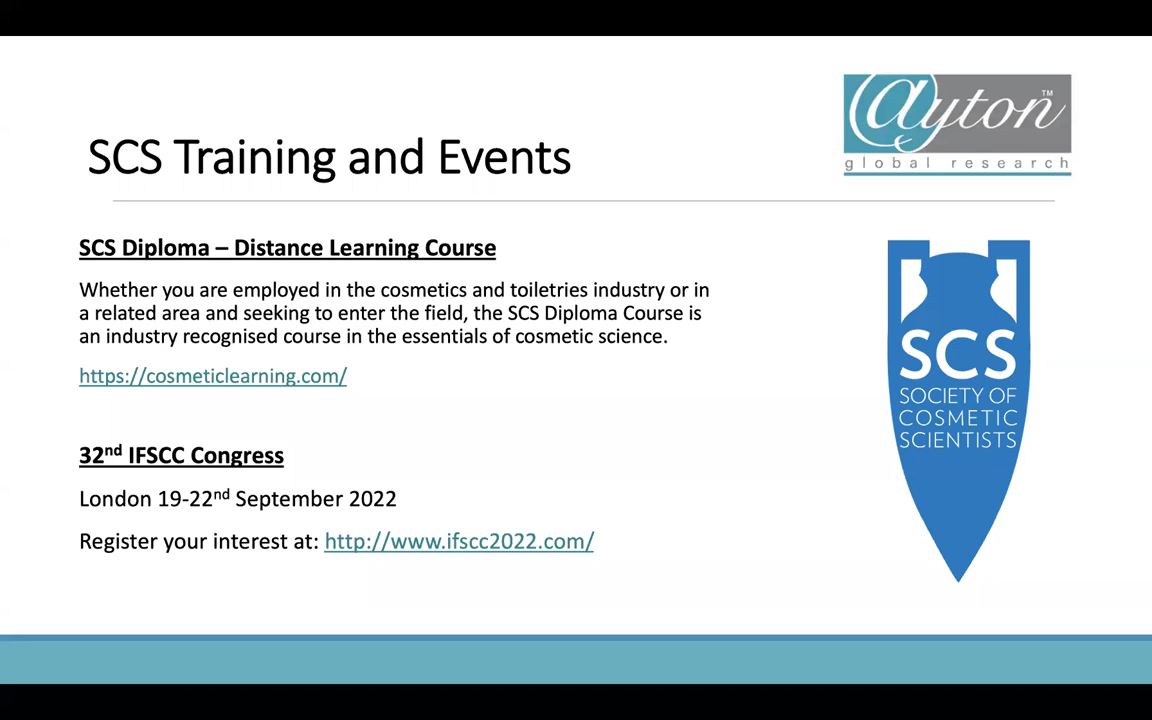 @yton™
global research
SCS Training and Events
SCS Diploma – Distance Learning Course
Whether you are employed in the cosmetics and toiletries industry or in
a related area and seeking to enter the field, the SCS Diploma Course is
an industry recognised course in the essentials of cosmetic science.
https://cosmeticlearning.com/
32nd IFSCC Congress
London 19-22nd September 2022
Register your interest at: http://www.ifscc2022.com/
SCS
SOCIETY OF
COSMETIC
SCIENTISTS